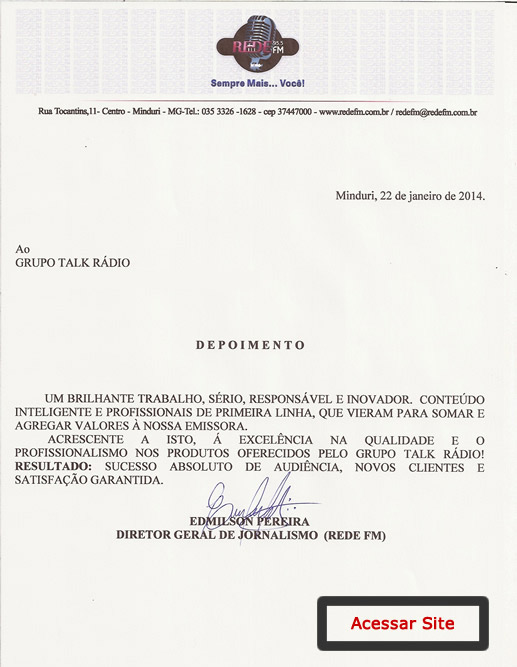 REDE 95.5
FM
Sempre Mais... Você!
Rua Tocantins,11- Centro - Minduri - MG-Tel.: 035 3326 -1628 - cep 37447000 - www.redefm.com.br / redefm@redefm.com.br
Minduri, 22 de janeiro de 2014.
Ao
GRUPO TALK RÁDIO
DEPOIMENTO
UM BRILHANTE TRABALHO, SÉRIO, RESPONSÁVEL E INOVADOR. CONTEÚDO
INTELIGENTE E PROFISSIONAIS DE PRIMEIRA LINHA, QUE VIERAM PARA SOMAR E
AGREGAR VALORES À NOSSA EMISSORA.
ACRESCENTE A ISTO, Á EXCELÊNCIA NA QUALIDADE E O
PROFISSIONALISMO NOS PRODUTOS OFERECIDOS PELO GRUPO TALK RÁDIO!
RESULTADO: SUCESSO ABSOLUTO DE AUDIÊNCIA, NOVOS CLIENTES E
SATISFAÇÃO GARANTIDA.
EDMILSON PEREIRA
DIRETOR GERAL DE JORNALISMO (REDE FM)
Acessar Site